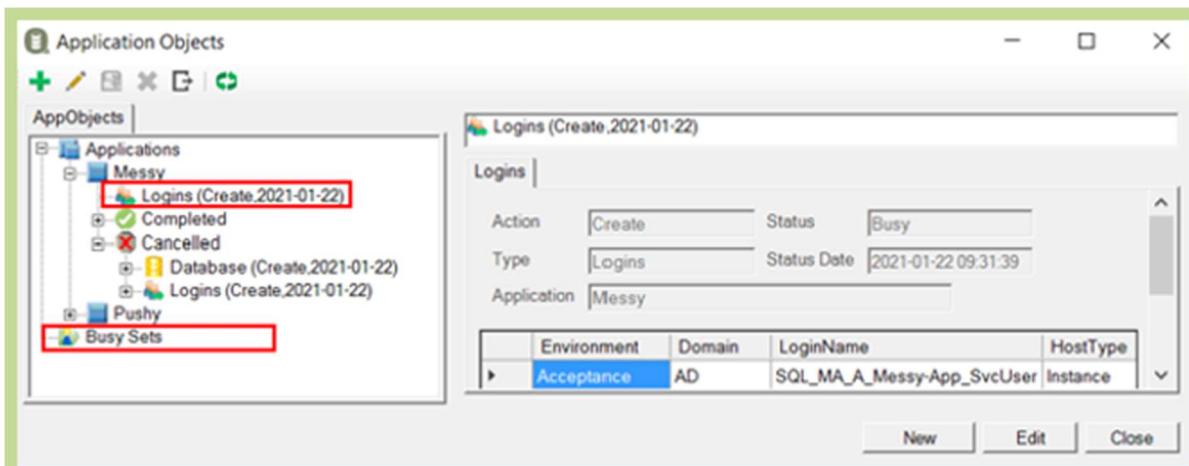 Application Objects
AppObjects
Applications
Messy
Logins (Create,2021-01-22)
Completed
Cancelled
Database (Create,2021-01-22)
Logins (Create,2021-01-22)
Pushy
Busy Sets
Logins (Create,2021-01-22)
Logins
Action Create Status Busy
Type Logins Status Date 2021-01-22 09:31:39
Application Messy
Environment Domain LoginName HostType
Acceptance AD SQL_MA_A_Messy-App_SvcUser Instance
New Edit Close